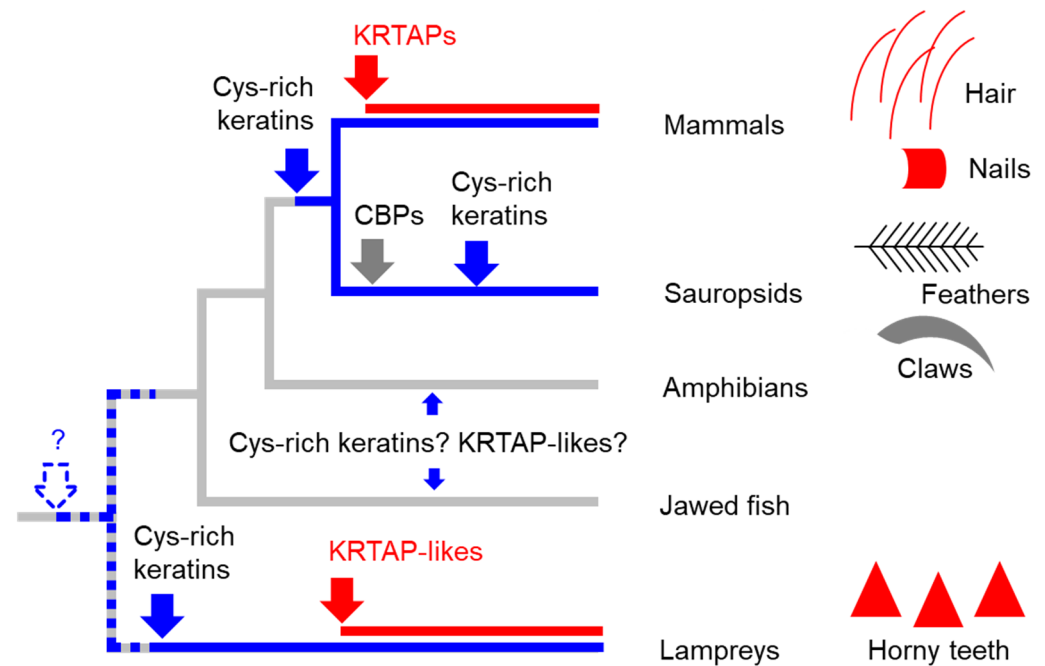 KRTAPs
Cys-rich
keratins
Hair
Mammals
Nails
Cys-rich
keratins
CBPs
Sauropsids
Feathers
Claws
Amphibians
Cys-rich keratins? KRTAP-likes?
?
Jawed fish
Cys-rich
keratins
KRTAP-likes
Lampreys
Horny teeth